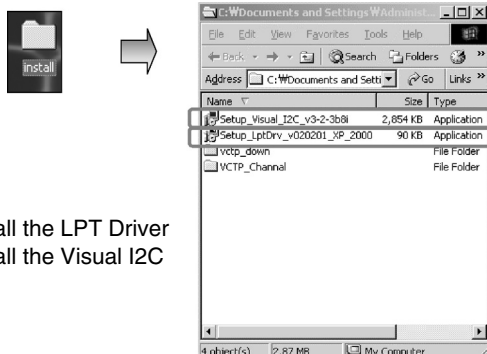 install
C:₩Documents and Settings₩Administ...
File Edit View Favorites Tools Help
Back Search Folders »
Address C:₩Documents and Setti Go Links »
Name Size Type
Setup_Visual_I2C_v3-2-3b8i 2,854 KB Application
Setup_LptDrv_v020201_XP_2000 90 KB Application
vctp_down File Folder
VCTP_Channal File Folder
all the LPT Driver
all the Visual I2C
4 object(s) 2.87 MB My Computer